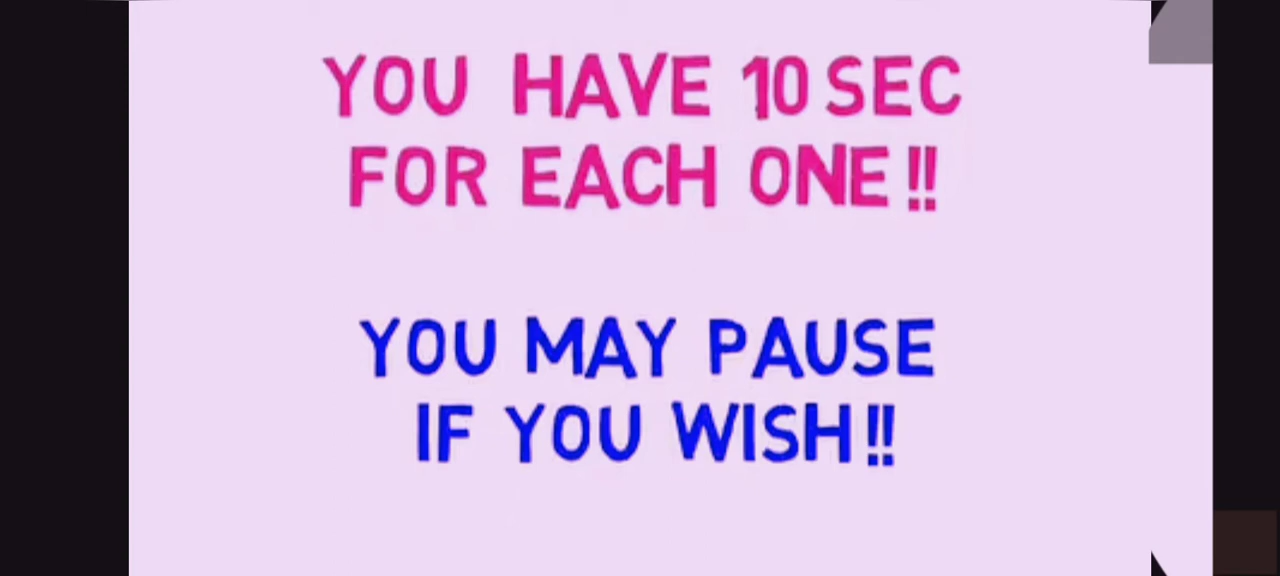 YOU HAVE 10 SEC
FOR EACH ONE!!
YOU MAY PAUSE
IF YOU WISH!!